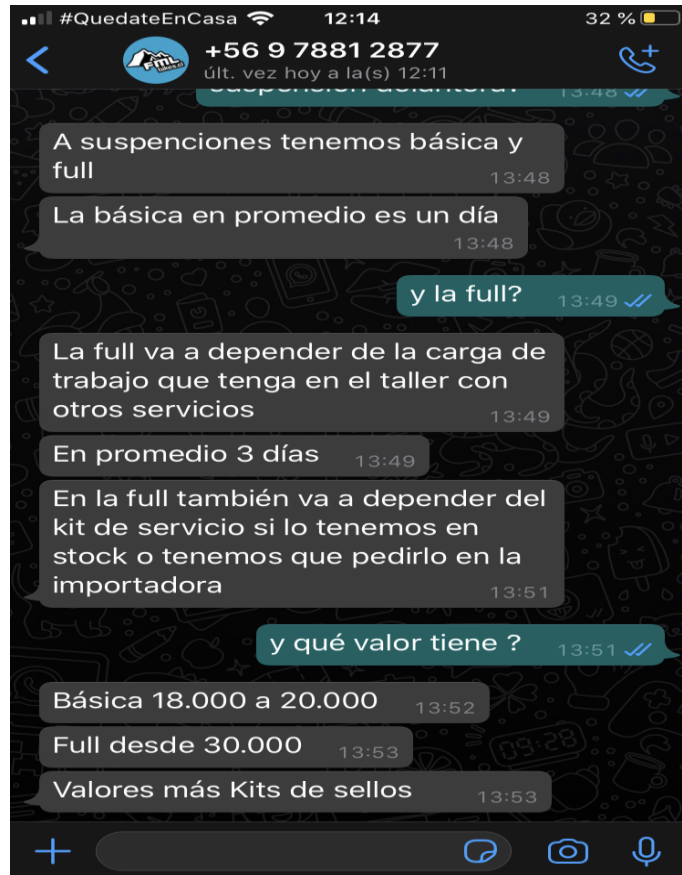 #QuedateEnCasa 12:14 32 %
+56 9 7881 2877
últ. vez hoy a la(s) 12:11
FML
suspensión delantera? 13:48
A suspenciones tenemos básica y
full 13:48
La básica en promedio es un día
13:48
y la full? 13:49
La full va a depender de la carga de
trabajo que tenga en el taller con
otros servicios 13:49
En promedio 3 días 13:49
En la full también va a depender del
kit de servicio si lo tenemos en
stock o tenemos que pedirlo en la
importadora 13:51
y qué valor tiene ? 13:51
Básica 18.000 a 20.000 13:52
Full desde 30.000 13:53
Valores más Kits de sellos 13:53